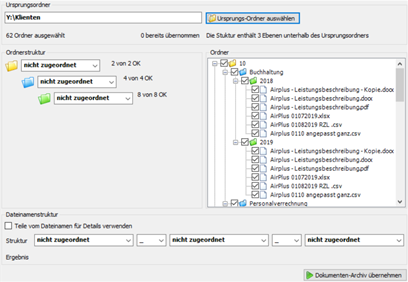 Ursprungsordner
Y:\Klienten
Ursprungs-Ordner auswählen
62 Ordner ausgewählt
0 bereits übernommen
Die Stuktur enthält 3 Ebenen unterhalb des Ursprungsordners
Ordnerstruktur
nicht zugeordnet
2 von 2 OK
nicht zugeordnet
4 von 4 OK
nicht zugeordnet
8 von 8 OK
Ordner
10
Buchhaltung
2018
Airplus - Leistungsbeschreibung - Kopie.docx
Airplus - Leistungsbeschreibung.docx
Airplus - Leistungsbeschreibung.pdf
AirPlus 01072019.xlsx
AirPlus 01082019 RZL .csv
Airplus 0110 angepasst ganz.csv
2019
Airplus - Leistungsbeschreibung - Kopie.docx
Airplus - Leistungsbeschreibung.docx
Airplus - Leistungsbeschreibung.pdf
AirPlus 01072019.xlsx
AirPlus 01082019 RZL .csv
Airplus 0110 angepasst ganz.csv
Personalverrechnung
Dateinamenstruktur
Teile vom Dateinamen für Details verwenden
Struktur nicht zugeordnet _ nicht zugeordnet _ nicht zugeordnet
Ergebnis
Dokumenten-Archiv übernehmen